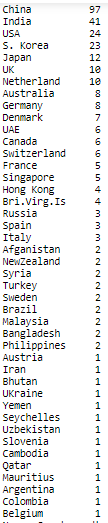 China 97
India 41
USA 24
S. Korea 23
Japan 12
UK 10
Netherland 10
Australia 8
Germany 8
Denmark 7
UAE 6
Canada 6
Switzerland 6
France 5
Singapore 5
Hong Kong 4
Bri.Virg.Is 4
Russia 3
Spain 3
Italy 3
Afganistan 2
NewZealand 2
Syria 2
Turkey 2
Sweden 2
Brazil 2
Malaysia 2
Bangladesh 2
Philippines 2
Austria 1
Iran 1
Bhutan 1
UKraine 1
Yemen 1
Seychelles 1
Uzbekistan 1
Slovenia 1
Cambodia 1
Qatar 1
Mauritius 1
Argentina 1
Colombia 1
Belgium 1